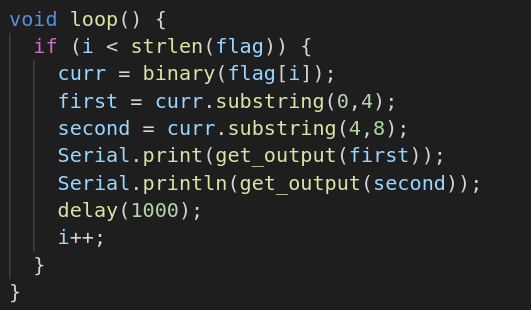 void loop() {
  if (i < strlen(flag)) {
    curr = binary(flag[i]);
    first = curr.substring(0,4);
    second = curr.substring(4,8);
    Serial.print(get_output(first));
    Serial.println(get_output(second));
    delay(1000);
    i++;
  }
}